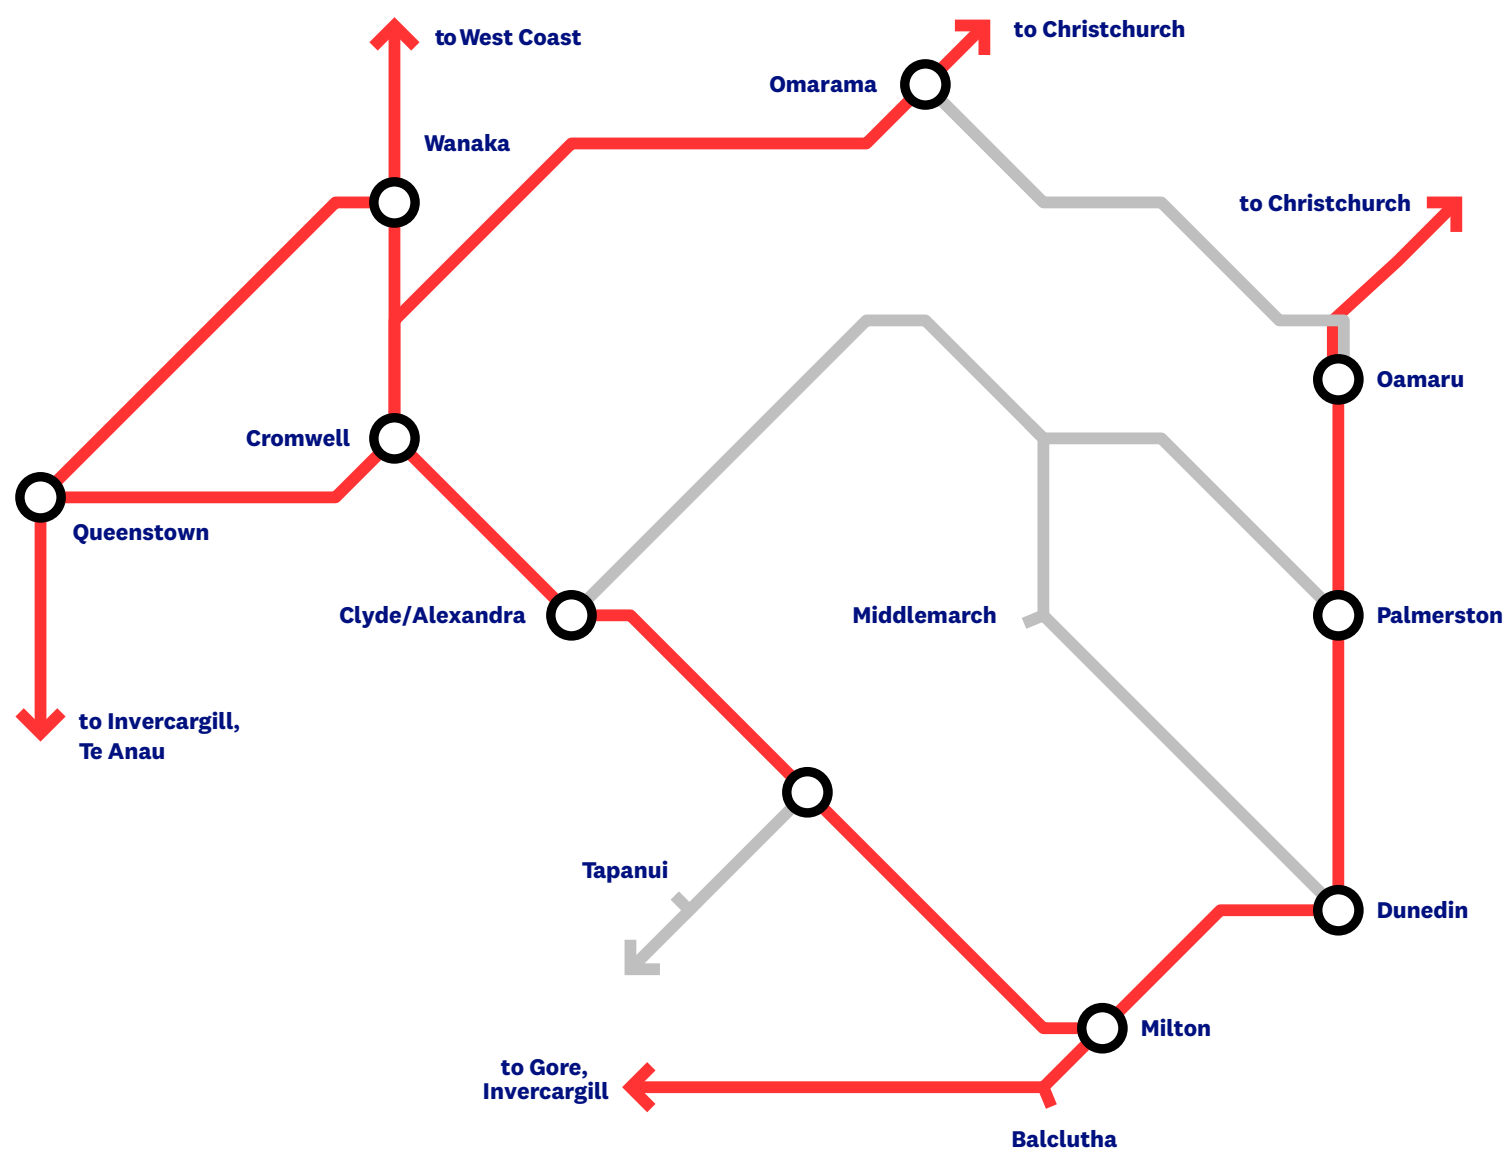 to West Coast
to Christchurch
Omarama
Wanaka
to Christchurch
Oamaru
Cromwell
Queenstown
Clyde/Alexandra
Middlemarch
Palmerston
to Invercargill,
Te Anau
Tapanui
Dunedin
Milton
to Gore,
Invercargill
Balclutha